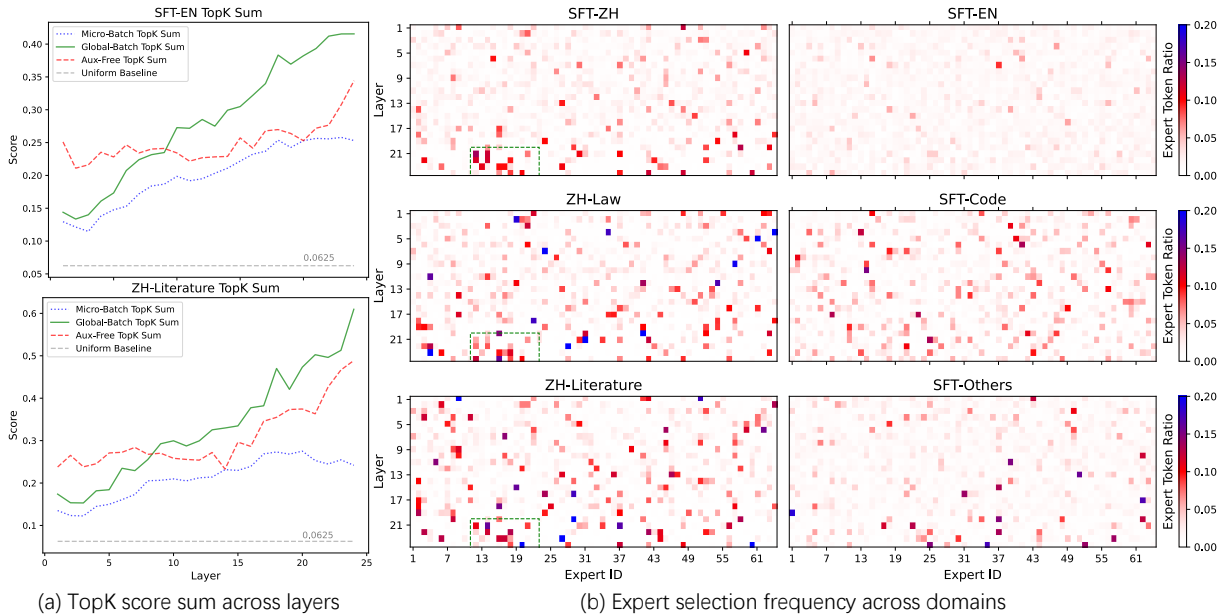 SFT-EN TopK Sum
Score
0.40
0.35
0.30
0.25
0.20
0.15
0.10
0.05
Micro-Batch TopK Sum
Global-Batch TopK Sum
Aux-Free TopK Sum
Uniform Baseline
0.0625
5 10 15 20 25
ZH-Literature TopK Sum
Score
0.6
0.5
0.4
0.3
0.2
0.1
Micro-Batch TopK Sum
Global-Batch TopK Sum
Aux-Free TopK Sum
Uniform Baseline
0.0625
0 5 10 15 20 25
Layer
(a) TopK score sum across layers
SFT-ZH
Layer
1
5
9
13
17
21
SFT-EN
Expert Token Ratio
0.20
0.15
0.10
0.05
0.00
ZH-Law
Layer
1
5
9
13
17
21
SFT-Code
Expert Token Ratio
0.20
0.15
0.10
0.05
0.00
ZH-Literature
Layer
1
5
9
13
17
21
1 7 13 19 25 31 37 43 49 55 61
Expert ID
SFT-Others
1 7 13 19 25 31 37 43 49 55 61
Expert ID
Expert Token Ratio
0.20
0.15
0.10
0.05
0.00
(b) Expert selection frequency across domains